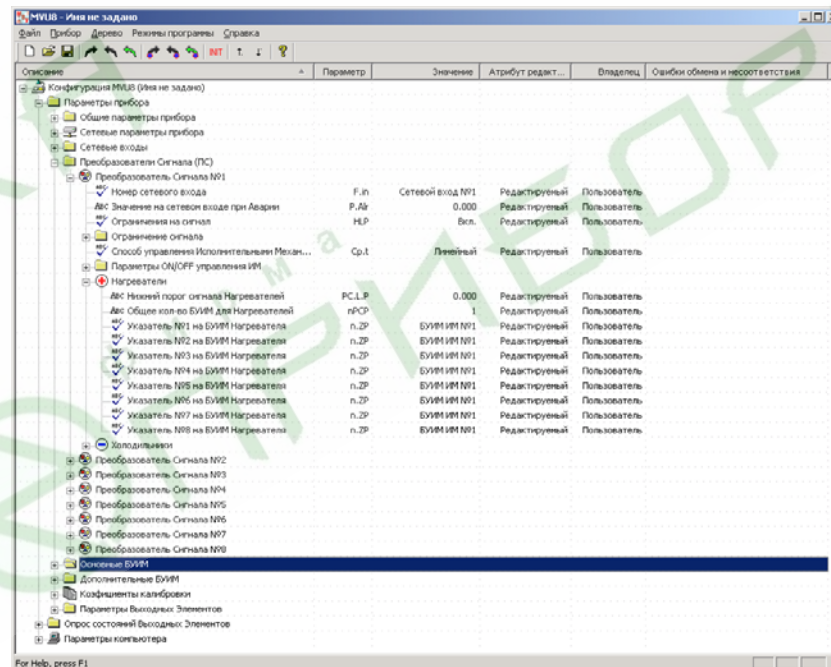 MVU8 - Имя не задано
Файл Прибор Дерево Режимы программы Справка
INIT
Описание Параметр Значение Атрибут редакт... Владелец Ошибки обмена и несоответствия
Конфигурация MVU8 (Имя не задано)
Параметры прибора
Общие параметры прибора
Сетевые параметры прибора
Сетевые входы
Преобразователи Сигнала (ПС)
Преобразователь Сигнала №1
Номер сетевого входа F.in Сетевой вход №1 Редактируемый Пользователь
Значение на сетевом входе при Аварии P.Alr 0.000 Редактируемый Пользователь
Ограничения на сигнал HLP Вкл. Редактируемый Пользователь
Ограничение сигнала
Способ управления Исполнительными Механ... Cp.t Линейный Редактируемый Пользователь
Параметры ON/OFF управления ИМ
Нагреватели
Нижний порог сигнала Нагревателей PC.L.P 0.000 Редактируемый Пользователь
Общее кол-во БУИМ для Нагревателей nPCP 1 Редактируемый Пользователь
Указатель №1 на БУИМ Нагревателя n.ZP БУИМ ИМ №1 Редактируемый Пользователь
Указатель №2 на БУИМ Нагревателя n.ZP БУИМ ИМ №1 Редактируемый Пользователь
Указатель №3 на БУИМ Нагревателя n.ZP БУИМ ИМ №1 Редактируемый Пользователь
Указатель №4 на БУИМ Нагревателя n.ZP БУИМ ИМ №1 Редактируемый Пользователь
Указатель №5 на БУИМ Нагревателя n.ZP БУИМ ИМ №1 Редактируемый Пользователь
Указатель №6 на БУИМ Нагревателя n.ZP БУИМ ИМ №1 Редактируемый Пользователь
Указатель №7 на БУИМ Нагревателя n.ZP БУИМ ИМ №1 Редактируемый Пользователь
Указатель №8 на БУИМ Нагревателя n.ZP БУИМ ИМ №1 Редактируемый Пользователь
Холодильники
Преобразователь Сигнала №2
Преобразователь Сигнала №3
Преобразователь Сигнала №4
Преобразователь Сигнала №5
Преобразователь Сигнала №6
Преобразователь Сигнала №7
Преобразователь Сигнала №8
Основные БУИМ
Дополнительные БУИМ
Коэфициенты калибровки
Параметры Выходных Элементов
Опрос состояний Выходных Элементов
Параметры компьютера
For Help, press F1